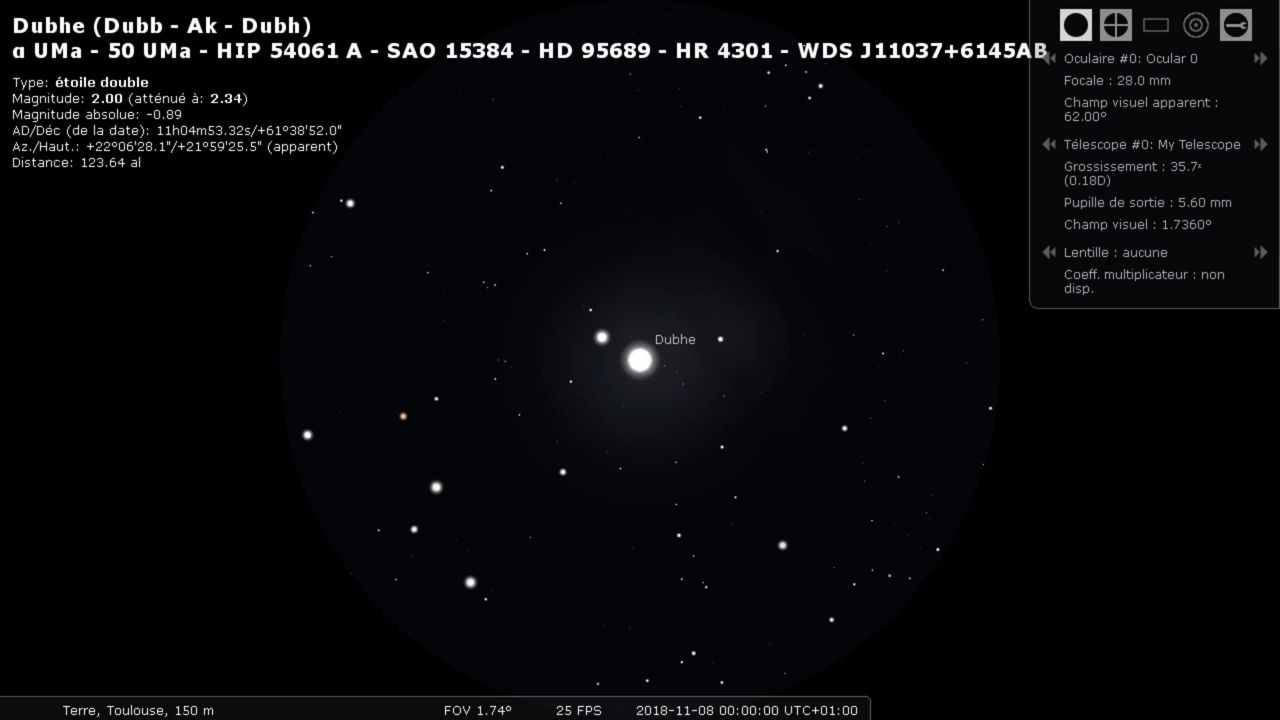 Dubhe (Dubb - Ak - Dubh)
α UMa - 50 UMa - HIP 54061 A - SAO 15384 - HD 95689 - HR 4301 - WDS J11037+6145AB
Type: étoile double
Magnitude: 2.00 (atténué à: 2.34)
Magnitude absolue: -0.89
AD/Déc (de la date): 11h04m53.32s/+61°38'52.0"
Az./Haut.: +22°06'28.1"/+21°59'25.5" (apparent)
Distance: 123.64 al
Oculaire #0: Ocular 0
Focale : 28.0 mm
Champ visuel apparent :
62.00°
Télescope #0: My Telescope
Grossissement : 35.7ˣ
(0.18D)
Pupille de sortie : 5.60 mm
Champ visuel : 1.7360°
Lentille : aucune
Coeff. multiplicateur : non
disp.
Dubhe
Terre, Toulouse, 150 m
FOV 1.74°
25 FPS
2018-11-08 00:00:00 UTC+01:00